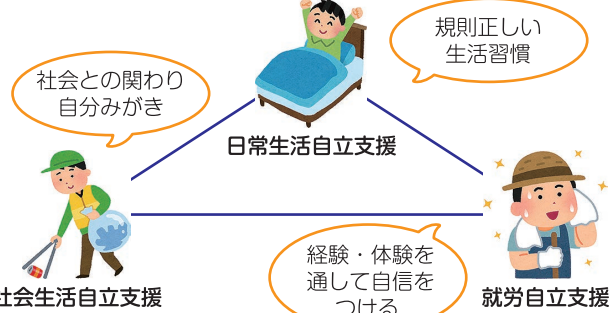 規則正しい
生活習慣
社会との関わり
自分みがき
日常生活自立支援
経験・体験を
通して自信を
つける
社会生活自立支援
就労自立支援